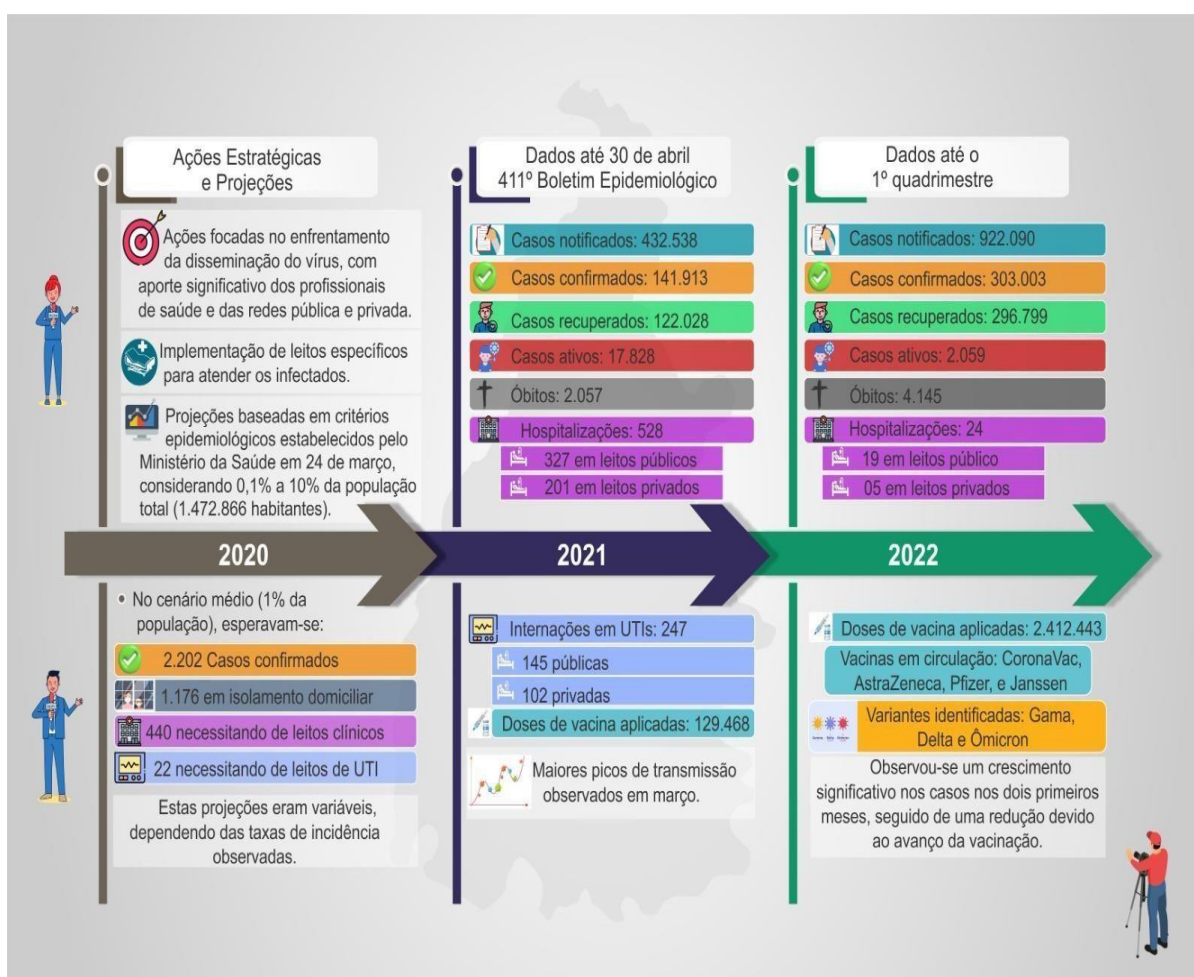 Ações Estratégicas
e Projeções
Ações focadas no enfrentamento
da disseminação do vírus, com
aporte significativo dos profissionais
de saúde e das redes pública e privada.
Implementação de leitos específicos
para atender os infectados.
Projeções baseadas em critérios
epidemiológicos estabelecidos pelo
Ministério da Saúde em 24 de março,
considerando 0,1% a 10% da população
total (1.472.866 habitantes).
2020
• No cenário médio (1% da
população), esperavam-se:
2.202 Casos confirmados
1.176 em isolamento domiciliar
440 necessitando de leitos clínicos
22 necessitando de leitos de UTI
Estas projeções eram variáveis,
dependendo das taxas de incidência
observadas.
Dados até 30 de abril
411º Boletim Epidemiológico
Casos notificados: 432.538
Casos confirmados: 141.913
Casos recuperados: 122.028
Casos ativos: 17.828
Óbitos: 2.057
Hospitalizações: 528
327 em leitos públicos
201 em leitos privados
2021
Internações em UTIs: 247
145 públicas
102 privadas
Doses de vacina aplicadas: 129.468
Maiores picos de transmissão
observados em março.
Dados até o
1º quadrimestre
Casos notificados: 922.090
Casos confirmados: 303.003
Casos recuperados: 296.799
Casos ativos: 2.059
Óbitos: 4.145
Hospitalizações: 24
19 em leitos público
05 em leitos privados
2022
Doses de vacina aplicadas: 2.412.443
Vacinas em circulação: CoronaVac,
AstraZeneca, Pfizer, e Janssen
Variantes identificadas: Gama,
Delta e Ômicron
Observou-se um crescimento
significativo nos casos nos dois primeiros
meses, seguido de uma redução devido
ao avanço da vacinação.